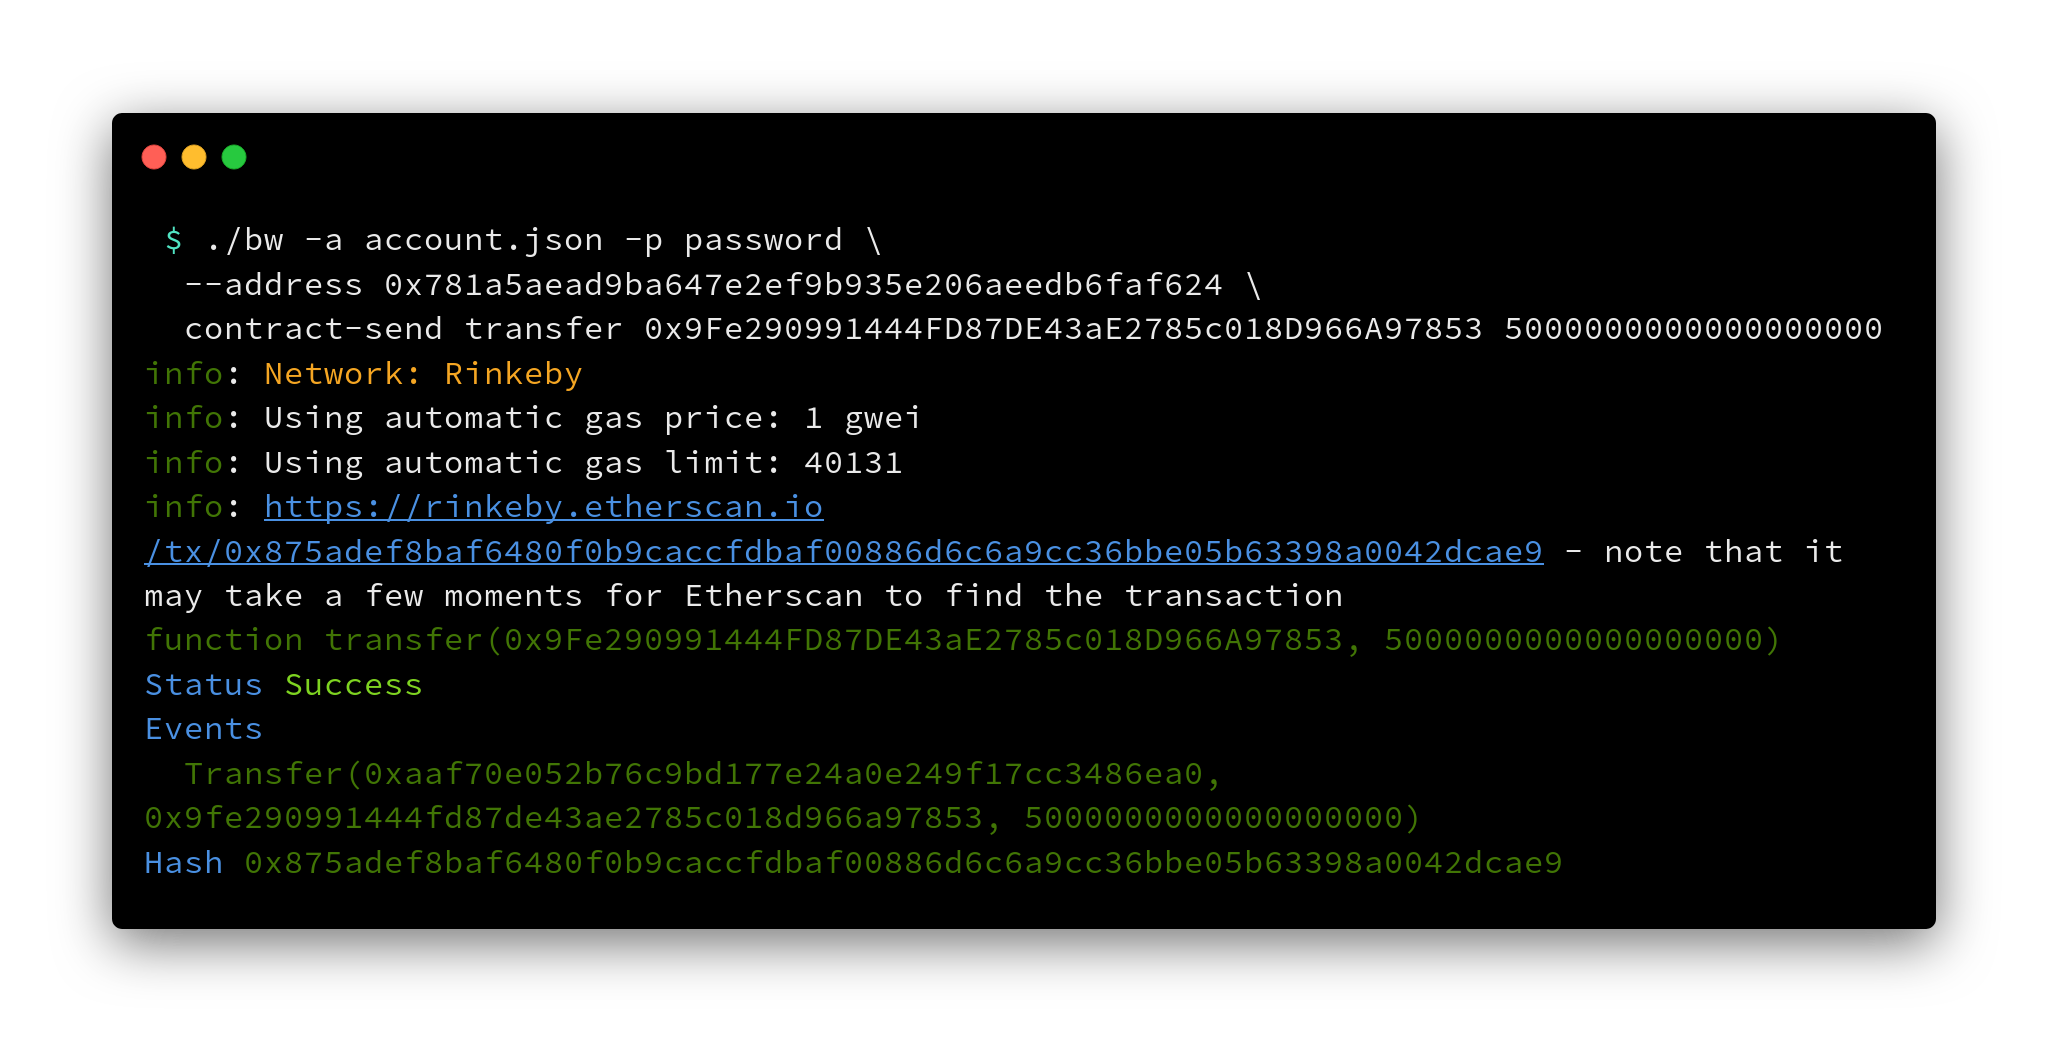 $ ./bw -a account.json -p password \
--address 0x781a5aead9ba647e2ef9b935e206aeedb6faf624 \
contract-send transfer 0x9Fe290991444FD87DE43aE2785c018D966A97853 5000000000000000000
info: Network: Rinkeby
info: Using automatic gas price: 1 gwei
info: Using automatic gas limit: 40131
info: https://rinkeby.etherscan.io
/tx/0x875adef8baf6480f0b9caccfdbaf00886d6c6a9cc36bbe05b63398a0042dcae9 - note that it
may take a few moments for Etherscan to find the transaction
function transfer(0x9Fe290991444FD87DE43aE2785c018D966A97853, 5000000000000000000)
Status Success
Events
Transfer(0xaaf70e052b76c9bd177e24a0e249f17cc3486ea0,
0x9fe290991444fd87de43ae2785c018d966a97853, 5000000000000000000)
Hash 0x875adef8baf6480f0b9caccfdbaf00886d6c6a9cc36bbe05b63398a0042dcae9